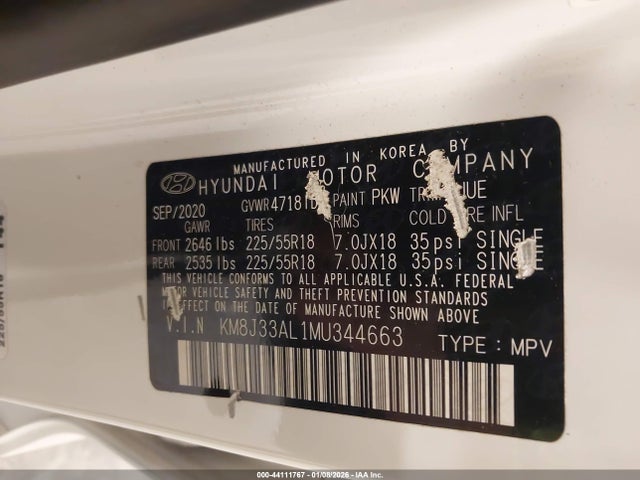 MANUFACTURED IN KOREA BY
HYUNDAI MOTOR COMPANY
SEP/2020 GVWR 4718 PAINT PKW JUE
GAWR TIRES RIMS COLD INFL
FRONT 2646 lbs 225/55R18 7.0JX18 35psi SINGLE
REAR 2535 lbs 225/55R18 7.0JX18 35psi SINGLE
THIS VEHICLE CONFORMS TO ALL APPLICABLE U.S.A. FEDERAL
MOTOR VEHICLE SAFETY AND THEFT PREVENTION STANDARDS
IN EFFECT ON THE DATE OF MANUFACTURE SHOWN ABOVE
V.I.N KM8J33AL1MU344663 TYPE : MPV
000-44111767 - 01/08/2026 - IAA Inc.